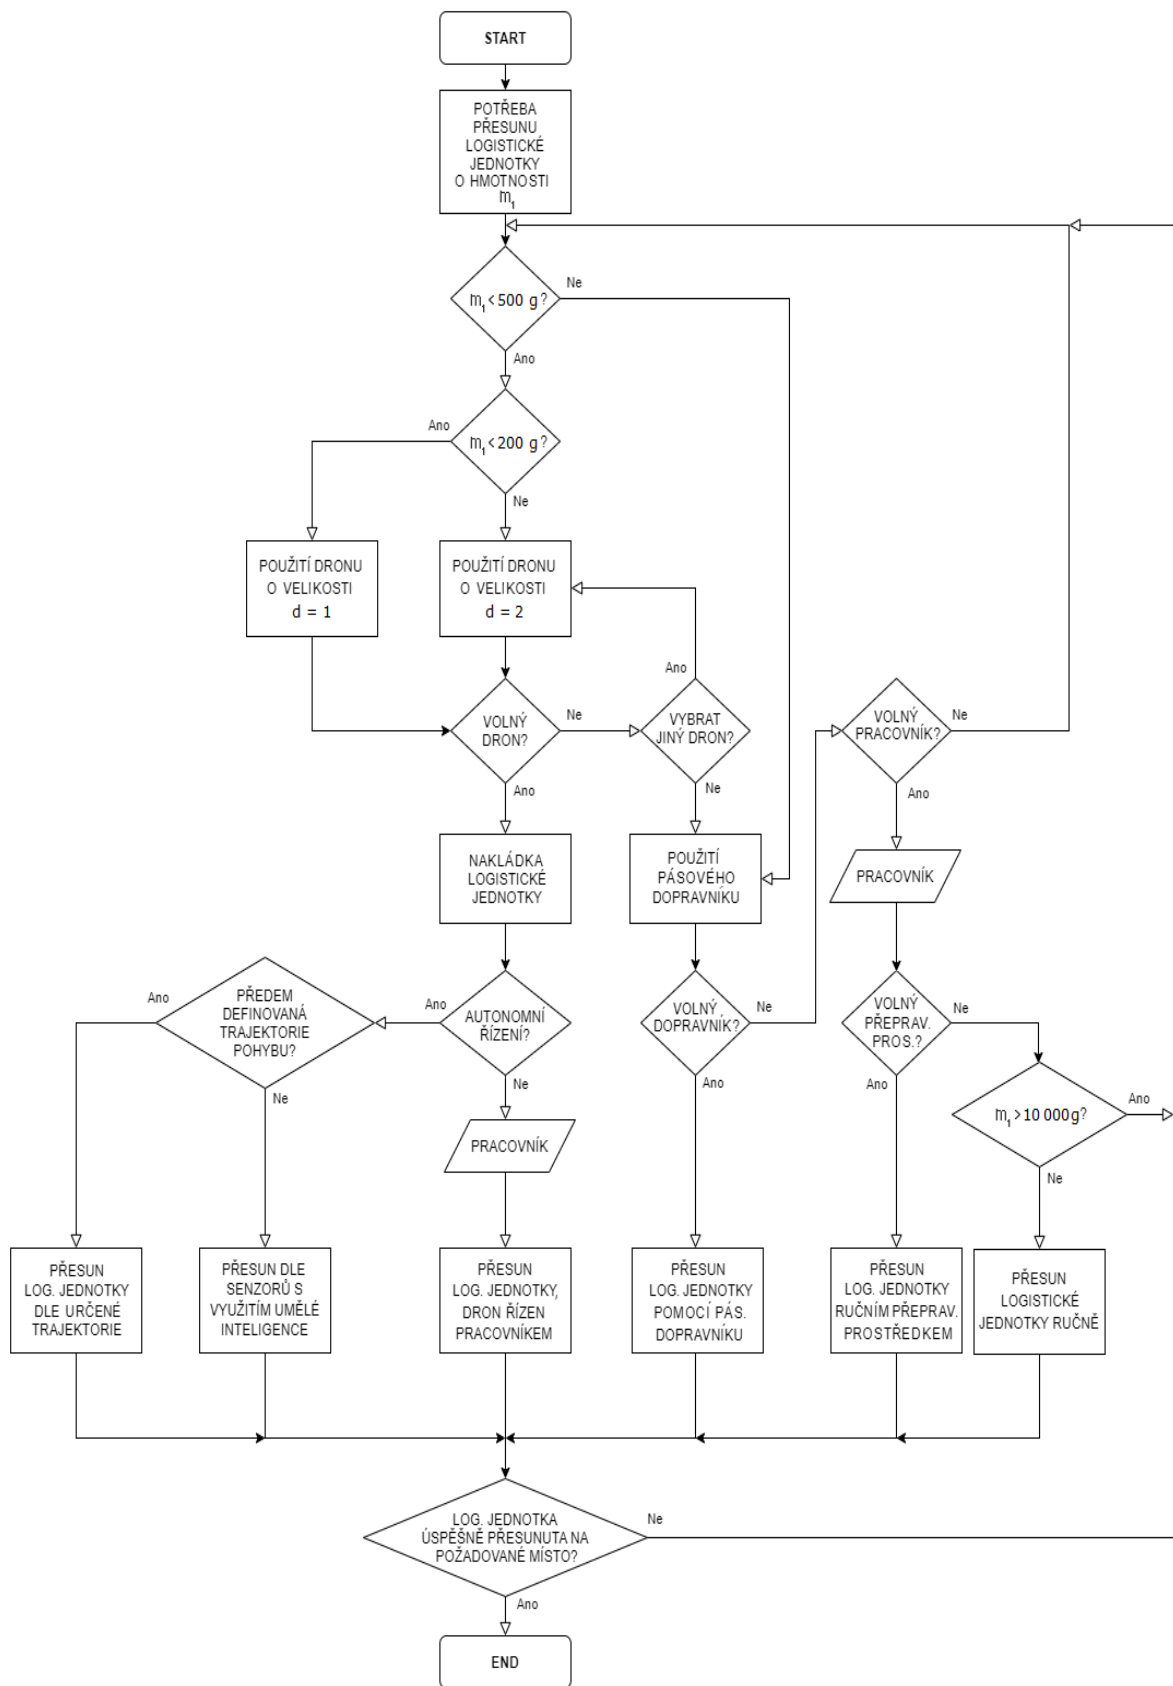 START
POTŘEBA
PŘESUNU
LOGISTICKÉ
JEDNOTKY
O HMOTNOSTI
m₁
m₁ < 500 g?
Ne
Ano
m₁ < 200 g?
Ano
Ne
POUŽITÍ DRONU
O VELIKOSTI
d = 1
POUŽITÍ DRONU
O VELIKOSTI
d = 2
VOLNÝ
DRON?
Ne
Ano
VYBRAT
JINÝ DRON?
Ano
Ne
VOLNÝ
PRACOVNÍK?
Ne
Ano
NAKLÁDKA
LOGISTICKÉ
JEDNOTKY
POUŽITÍ
PÁSOVÉHO
DOPRAVNÍKU
PRACOVNÍK
PŘEDEM
DEFINOVANÁ
TRAJEKTORIE
POHYBU?
Ano
Ne
AUTONOMNÍ
ŘÍZENÍ?
Ano
Ne
VOLNÝ
DOPRAVNÍK?
Ne
Ano
VOLNÝ
PŘEPRAV.
PROS.?
Ne
Ano
m₁ > 10 000 g?
Ano
Ne
PRACOVNÍK
PŘESUN
LOG. JEDNOTKY
DLE URČENÉ
TRAJEKTORIE
PŘESUN DLE
SENZORŮ S
VYUŽITÍM UMĚLÉ
INTELIGENCE
PŘESUN
LOG. JEDNOTKY,
DRON ŘÍZEN
PRACOVNÍKEM
PŘESUN
LOG. JEDNOTKY
POMOCÍ PÁS.
DOPRAVNÍKU
PŘESUN
LOG. JEDNOTKY
RUČNÍM PŘEPRAV.
PROSTŘEDKEM
PŘESUN
LOGISTICKÉ
JEDNOTKY RUČNĚ
LOG. JEDNOTKA
ÚSPĚŠNĚ PŘESUNUTA NA
POŽADOVANÉ MÍSTO?
Ne
Ano
END